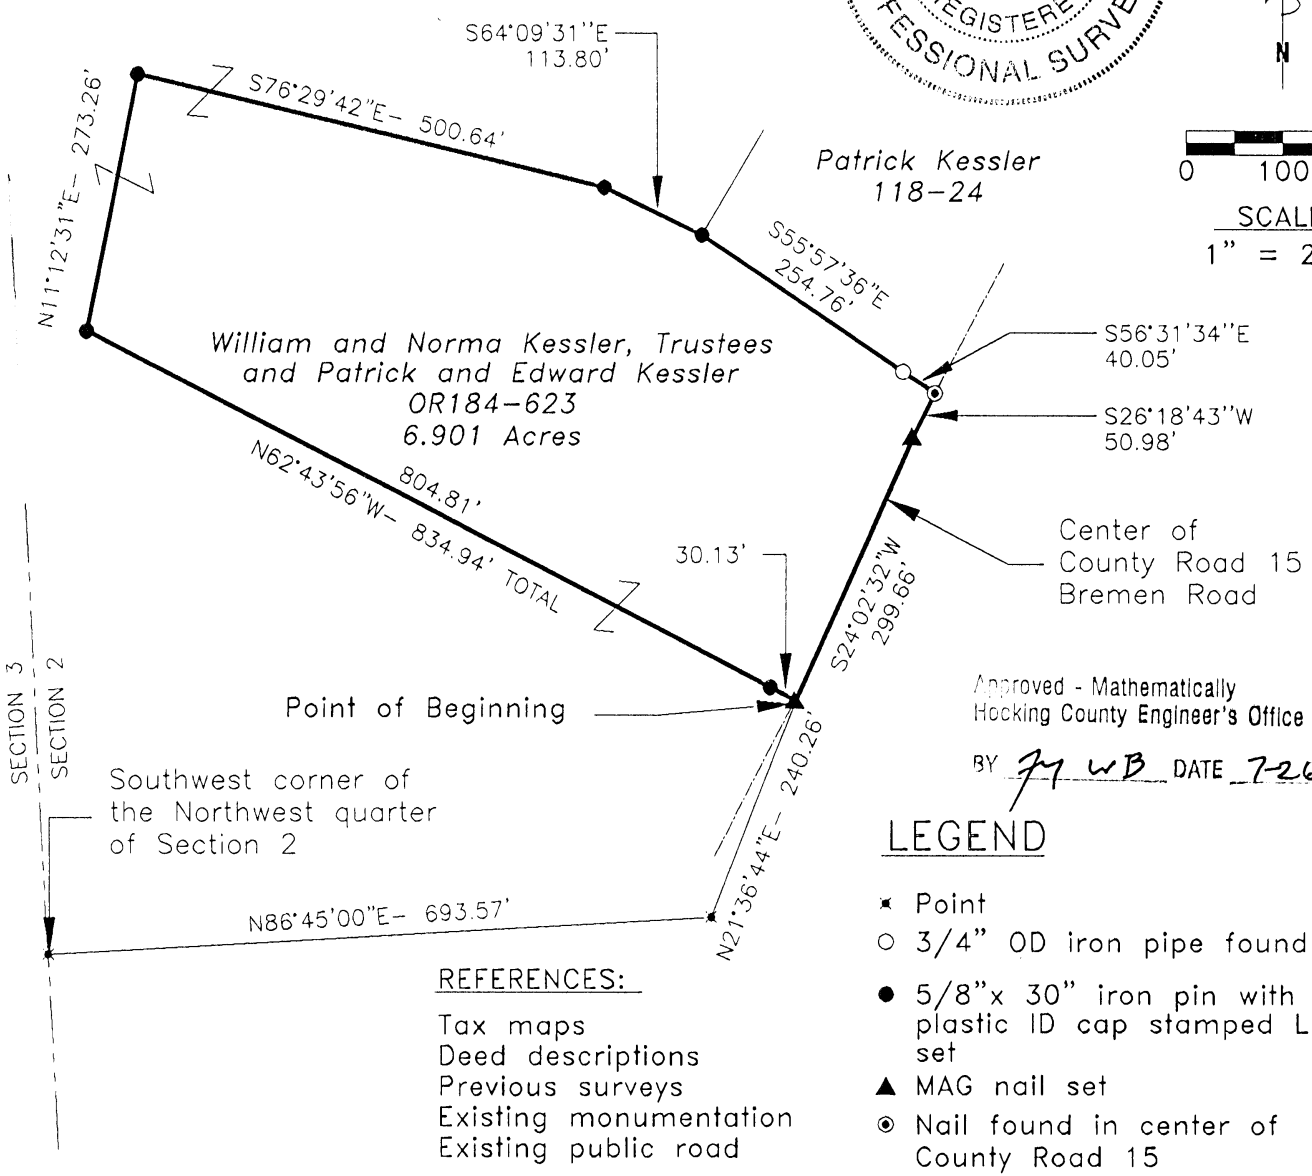 REGISTERE
FESSIONAL SURVE
N
S64°09'31"E
113.80'
S76°29'42"E- 500.64'
N11°12'31"E- 273.26'
Patrick Kessler
118-24
0 100
SCAL
1" = 2
S55°57'36"E
254.76'
S56°31'34"E
40.05'
S26°18'43"W
50.98'
William and Norma Kessler, Trustees
and Patrick and Edward Kessler
OR184-623
6.901 Acres
804.81'
N62°43'56"W- 834.94' TOTAL
30.13'
S24°02'32"W
299.66'
Center of
County Road 15
Bremen Road
Point of Beginning
Approved - Mathematically
Hocking County Engineer's Office
BY WB DATE 7-26
SECTION 3
SECTION 2
Southwest corner of
the Northwest quarter
of Section 2
N86°45'00"E- 693.57'
N21°36'44"E- 240.26'
REFERENCES:
Tax maps
Deed descriptions
Previous surveys
Existing monumentation
Existing public road
LEGEND
Point
3/4" OD iron pipe found
5/8"x 30" iron pin with
plastic ID cap stamped L
set
MAG nail set
Nail found in center of
County Road 15